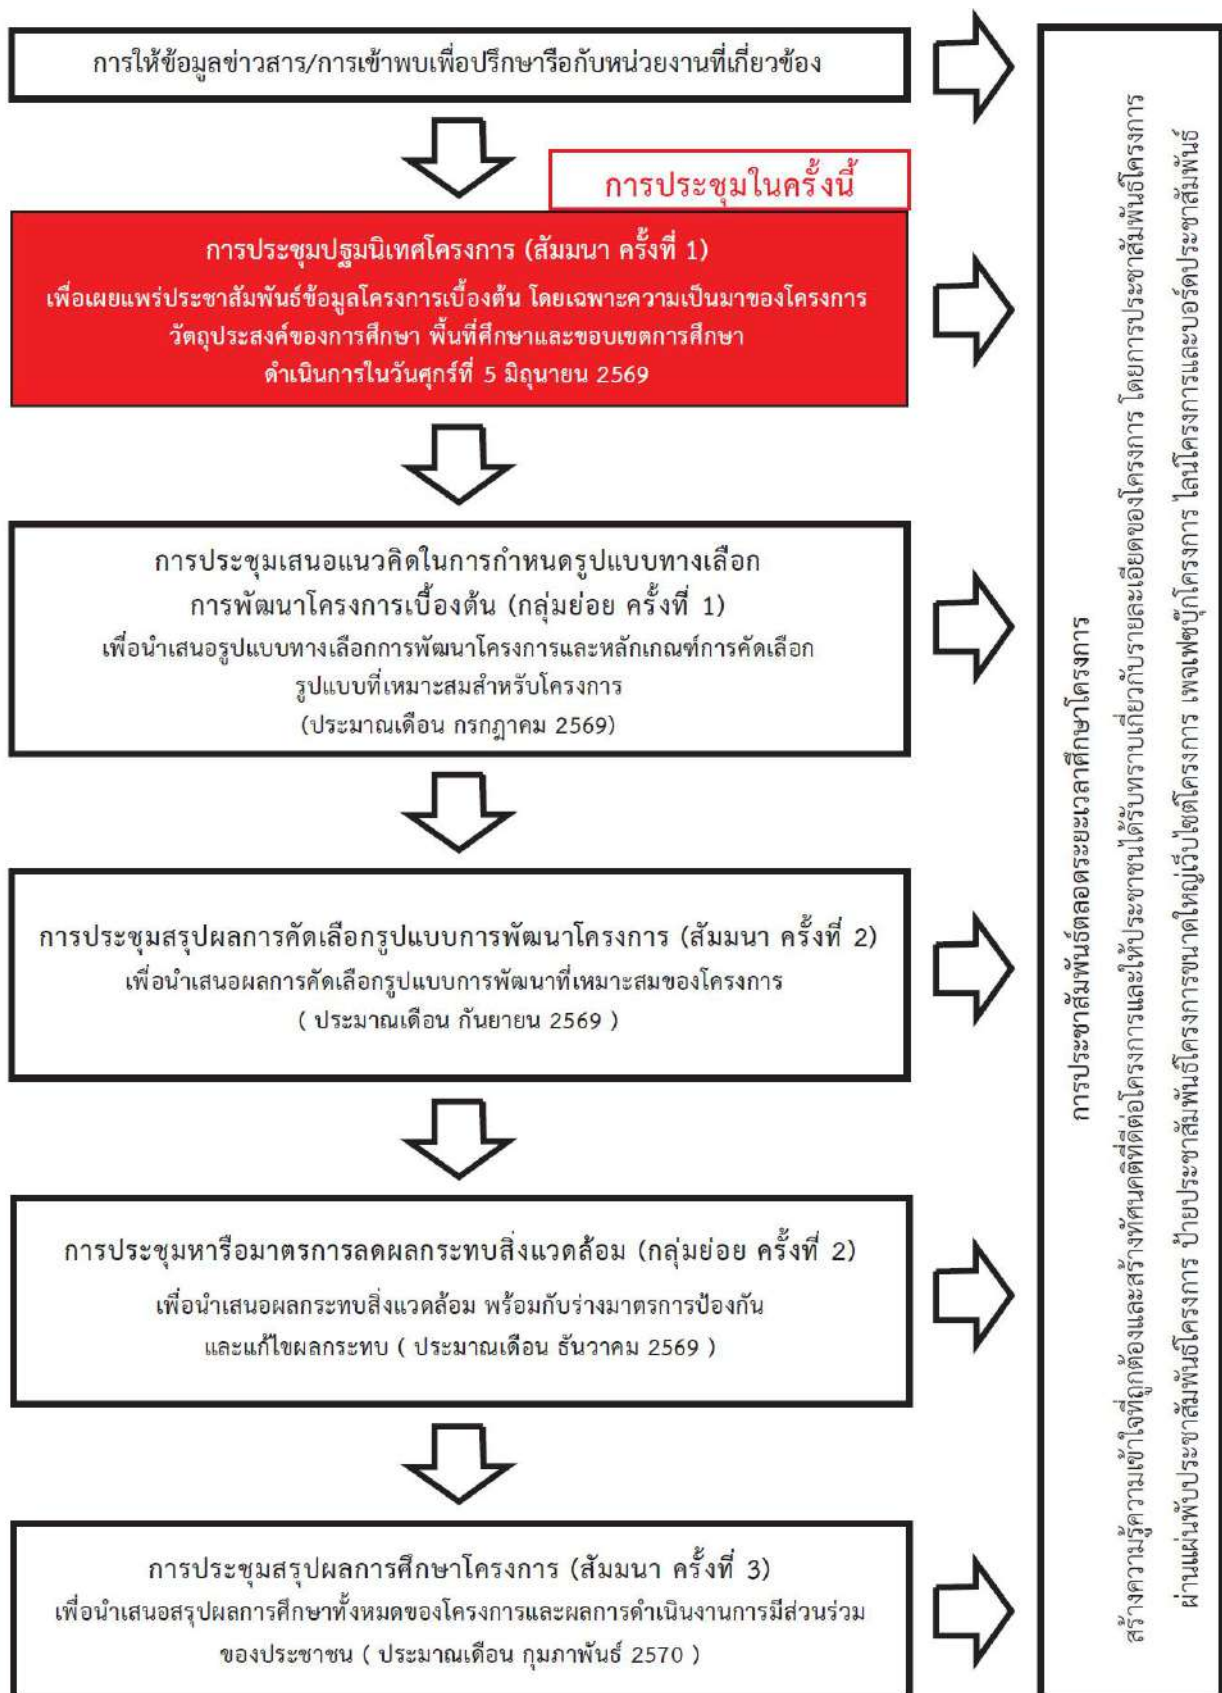 การให้ข้อมูลข่าวสาร/การเข้าพบเพื่อปรึกษารือกับหน่วยงานที่เกี่ยวข้อง
การประชุมในครั้งนี้
การประชุมปฐมนิเทศโครงการ (สัมมนา ครั้งที่ 1)
เพื่อเผยแพร่ประชาสัมพันธ์ข้อมูลโครงการเบื้องต้น โดยเฉพาะความเป็นมาของโครงการ
วัตถุประสงค์ของการศึกษา พื้นที่ศึกษาและขอบเขตการศึกษา
ดำเนินการในวันศุกร์ที่ 5 มิถุนายน 2569
การประชุมเสนอแนวคิดในการกำหนดรูปแบบทางเลือก
การพัฒนาโครงการเบื้องต้น (กลุ่มย่อย ครั้งที่ 1)
เพื่อนำเสนอรูปแบบทางเลือกการพัฒนาโครงการและหลักเกณฑ์การคัดเลือก
รูปแบบที่เหมาะสมสำหรับโครงการ
(ประมาณเดือน กรกฎาคม 2569)
การประชุมสรุปผลการคัดเลือกรูปแบบการพัฒนาโครงการ (สัมมนา ครั้งที่ 2)
เพื่อนำเสนอผลการคัดเลือกรูปแบบการพัฒนาที่เหมาะสมของโครงการ
( ประมาณเดือน กันยายน 2569 )
การประชุมหารือมาตรการลดผลกระทบสิ่งแวดล้อม (กลุ่มย่อย ครั้งที่ 2)
เพื่อนำเสนอผลกระทบสิ่งแวดล้อม พร้อมกับร่างมาตรการป้องกัน
และแก้ไขผลกระทบ ( ประมาณเดือน ธันวาคม 2569 )
การประชุมสรุปผลการศึกษาโครงการ (สัมมนา ครั้งที่ 3)
เพื่อนำเสนอสรุปผลการศึกษาทั้งหมดของโครงการและผลการดำเนินงานการมีส่วนร่วม
ของประชาชน ( ประมาณเดือน กุมภาพันธ์ 2570 )
การประชาสัมพันธ์ตลอดระยะเวลาศึกษาโครงการ
สร้างความรู้ความเข้าใจที่ถูกต้องและสร้างทัศนคติที่ดีต่อโครงการและให้ประชาชนได้รับทราบเกี่ยวกับรายละเอียดของโครงการ โดยการประชาสัมพันธ์โครงการ
ผ่านแผ่นพับประชาสัมพันธ์โครงการ ป้ายประชาสัมพันธ์โครงการขนาดใหญ่เว็บไซต์โครงการ เพจเฟซบุ๊กโครงการ ไลน์โครงการและบอร์ดประชาสัมพันธ์